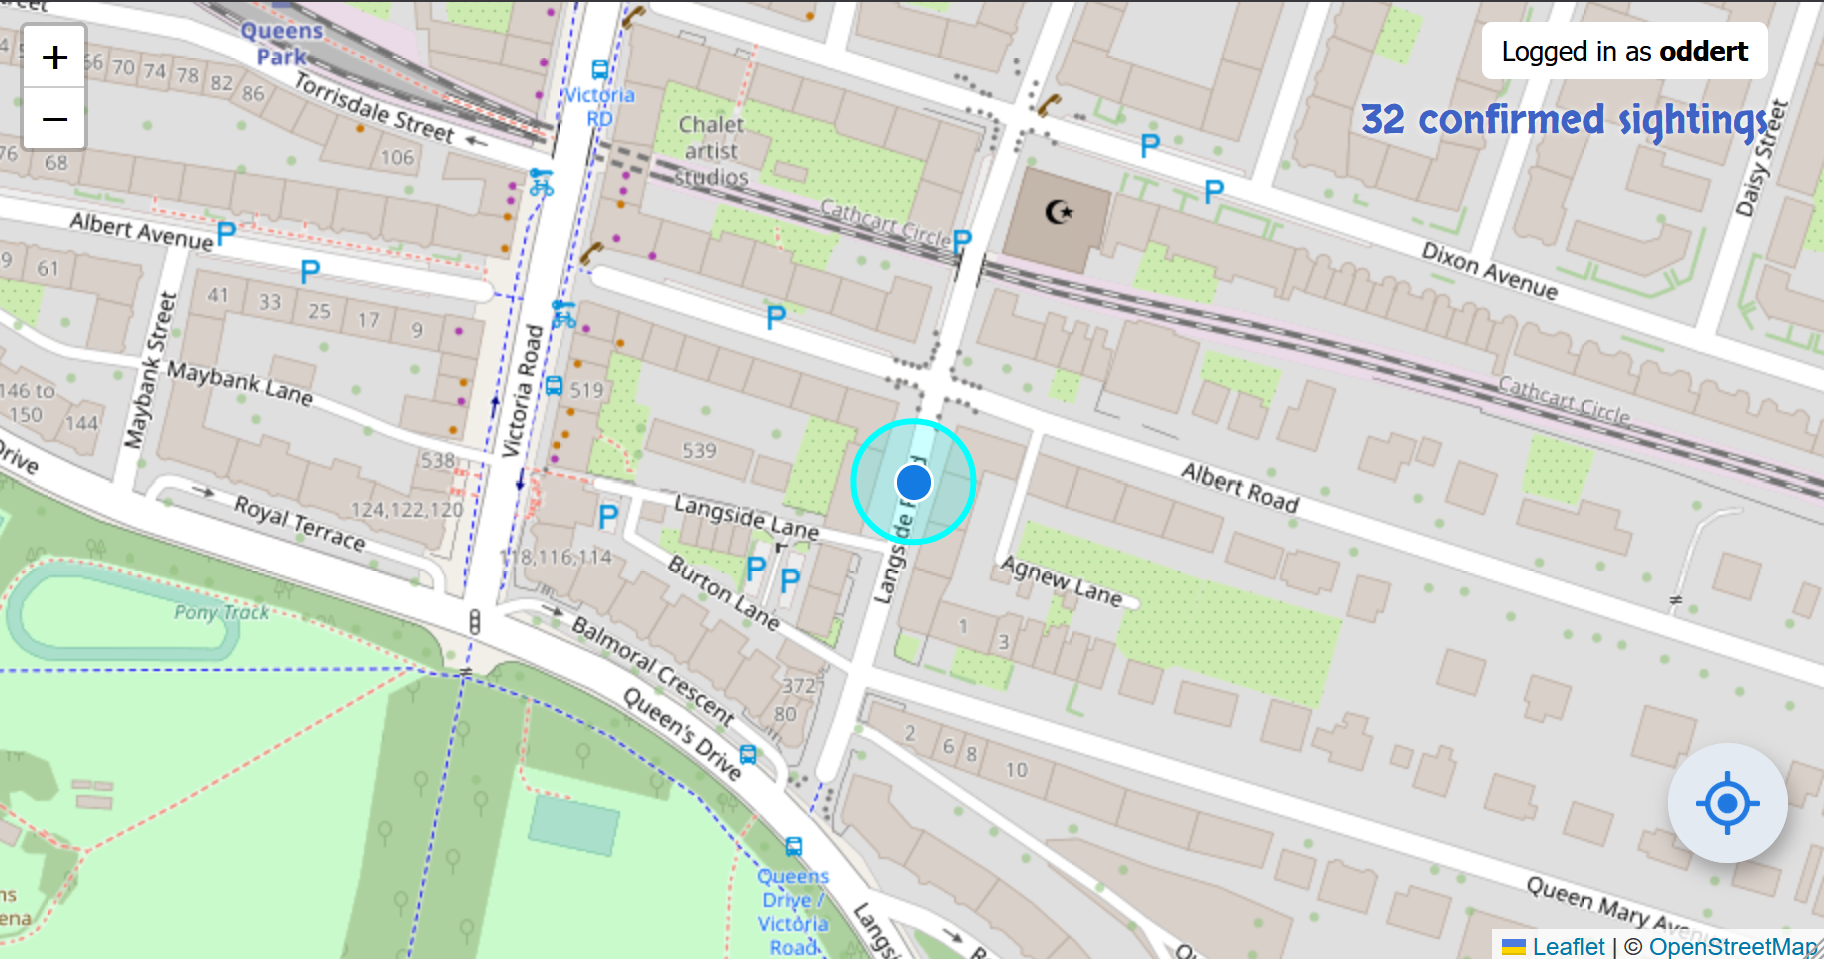 Queens
Park
+
−
Logged in as oddert
32 confirmed sightings
66 70 74 78 82 86
Torrisdale Street
76 68
106
Victoria
RD
Chalet
artist
studios
Cathcart Circle
Daisy Street
Dixon Avenue
Albert Avenue
61
41 33 25 17 9
Maybank Street
Maybank Lane
146 to
150
144
Victoria Road
519
539
538
Drive
Royal Terrace
124,122,120
118,116,114
Langside Lane
Burton Lane
Langside R
Agnew Lane
Albert Road
Cathcart Circle
P
P
P
P
P
P
P
P
P
Pony Track
Balmoral Crescent
Queen's Drive
372
80
1
3
2 6 8 10
Queens
Drive /
Victoria
Road
Queen Mary Avenu
Leaflet | © OpenStreetMap